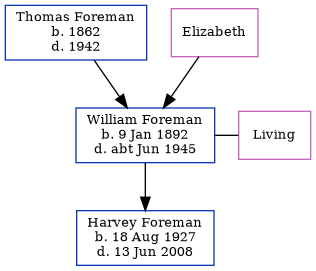 Thomas Foreman
b. 1862
d. 1942
Elizabeth
William Foreman
b. 9 Jan 1892
d. abt Jun 1945
Living
Harvey Foreman
b. 18 Aug 1927
d. 13 Jun 2008